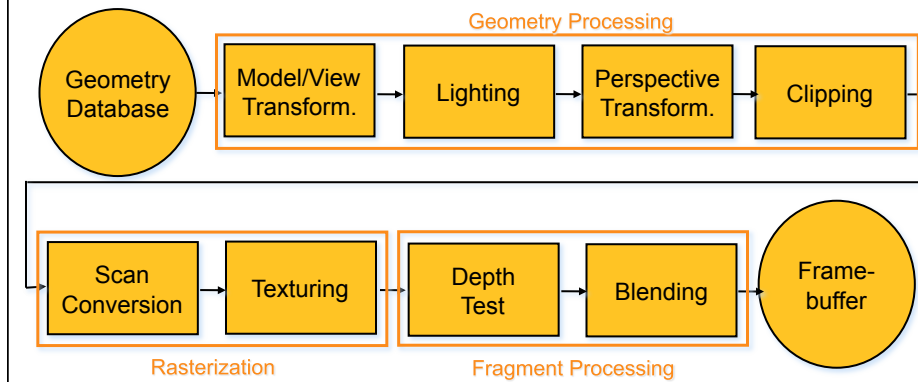 Geometry Processing
Geometry
Database
Model/View
Transform.
Lighting
Perspective
Transform.
Clipping
Scan
Conversion
Texturing
Depth
Test
Blending
Frame-
buffer
Rasterization
Fragment Processing